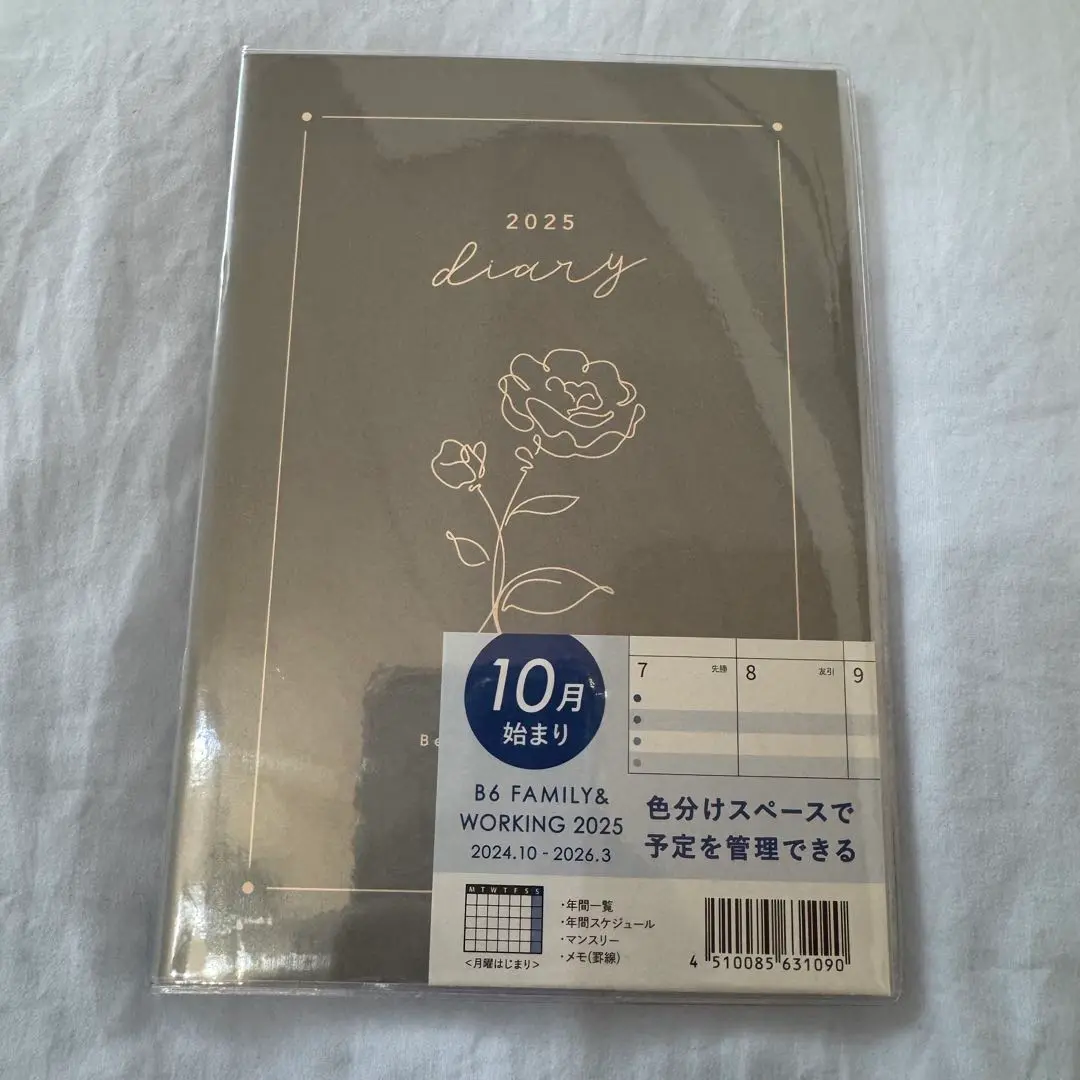 2025
diary
10月
始まり
B6 FAMILY&
WORKING 2025
2024.10 - 2026.3
7 先勝 8 友引 9
色分けスペースで
予定を管理できる
M T W T F S S
<月曜はじまり>
・年間一覧
・年間スケジュール
・マンスリー
・メモ(罫線)
4 510085 631090